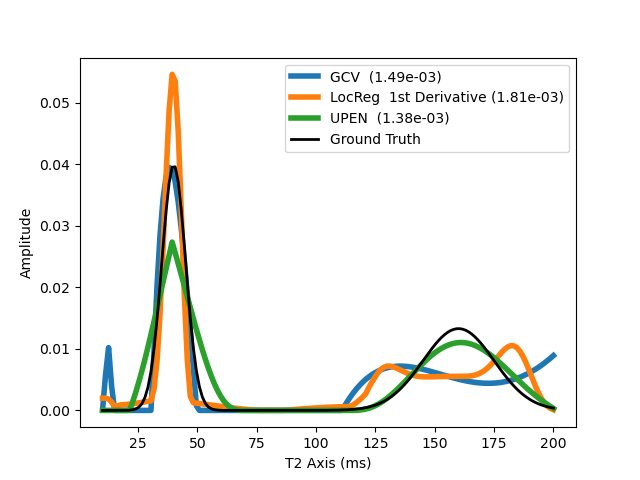 GCV (1.49e-03)
LocReg 1st Derivative (1.81e-03)
UPEN (1.38e-03)
Ground Truth
Amplitude
0.05
0.04
0.03
0.02
0.01
0.00
25 50 75 100 125 150 175 200
T2 Axis (ms)